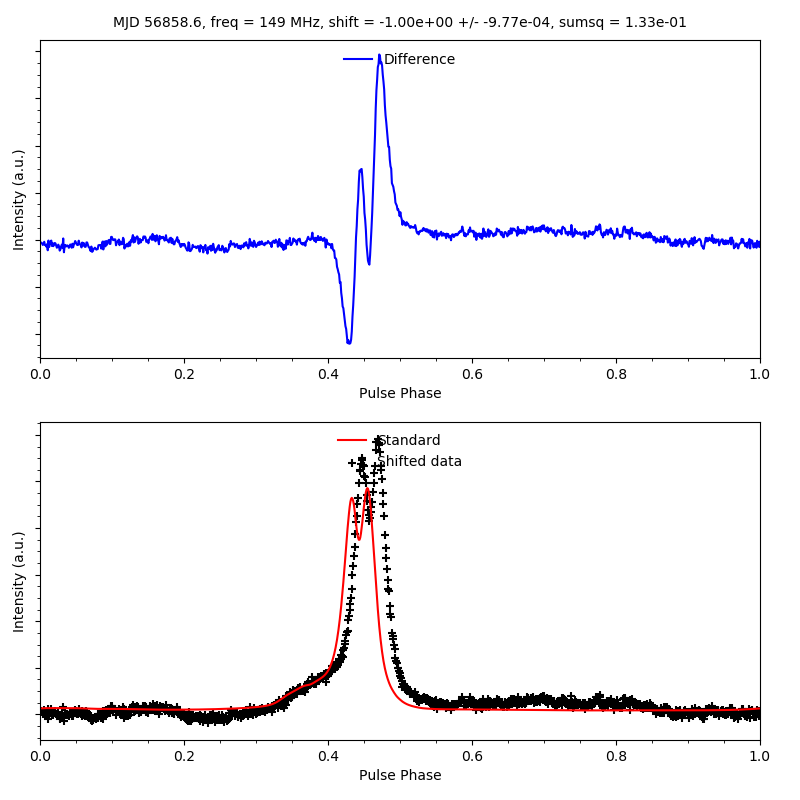 MJD 56858.6, freq = 149 MHz, shift = -1.00e+00 +/- -9.77e-04, sumsq = 1.33e-01
Difference
Intensity (a.u.)
0.0 0.2 0.4 0.6 0.8 1.0
Pulse Phase
Standard
Shifted data
Intensity (a.u.)
0.0 0.2 0.4 0.6 0.8 1.0
Pulse Phase